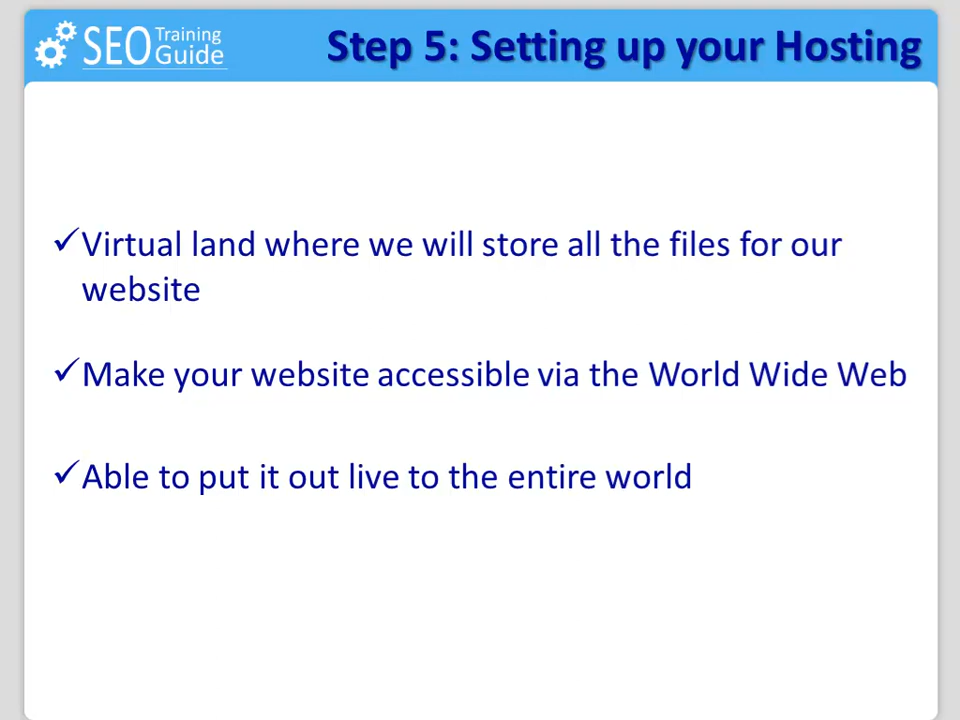 SEO Training Guide
Step 5: Setting up your Hosting
✓Virtual land where we will store all the files for our
website
✓Make your website accessible via the World Wide Web
✓Able to put it out live to the entire world